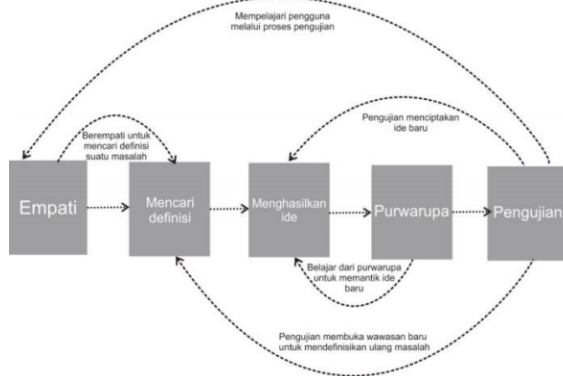 Mempelajari pengguna
melalui proses pengujian
Berempati untuk
mencari definisi
suatu masalah
Pengujian menciptakan
ide baru
Empati
Mencari
definisi
Menghasilkan
ide
Purwarupa
Pengujian
Belajar dari purwarupa
untuk memantik ide
baru
Pengujian membuka wawasan baru
untuk mendefinisikan ulang masalah